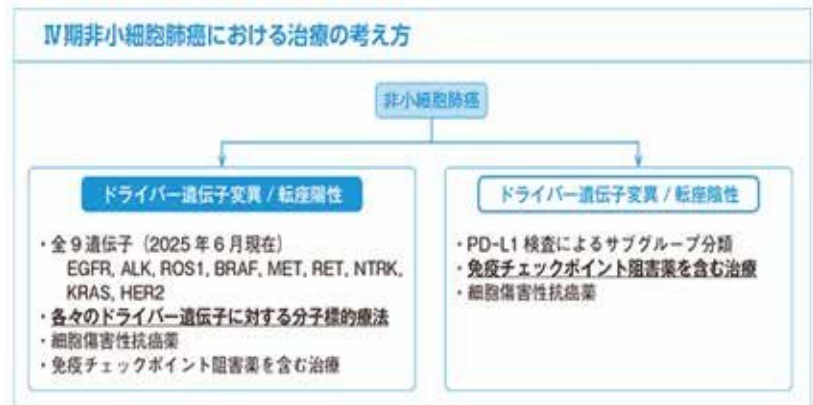 Ⅳ期非小細胞肺癌における治療の考え方
非小細胞肺癌
ドライバー遺伝子変異 / 転座陽性
・全9遺伝子（2025年6月現在）
EGFR, ALK, ROS1, BRAF, MET, RET, NTRK,
KRAS, HER2
・各々のドライバー遺伝子に対する分子標的療法
・細胞傷害性抗癌薬
・免疫チェックポイント阻害薬を含む治療
ドライバー遺伝子変異 / 転座陰性
・PD-L1 検査によるサブグループ分類
・免疫チェックポイント阻害薬を含む治療
・細胞傷害性抗癌薬